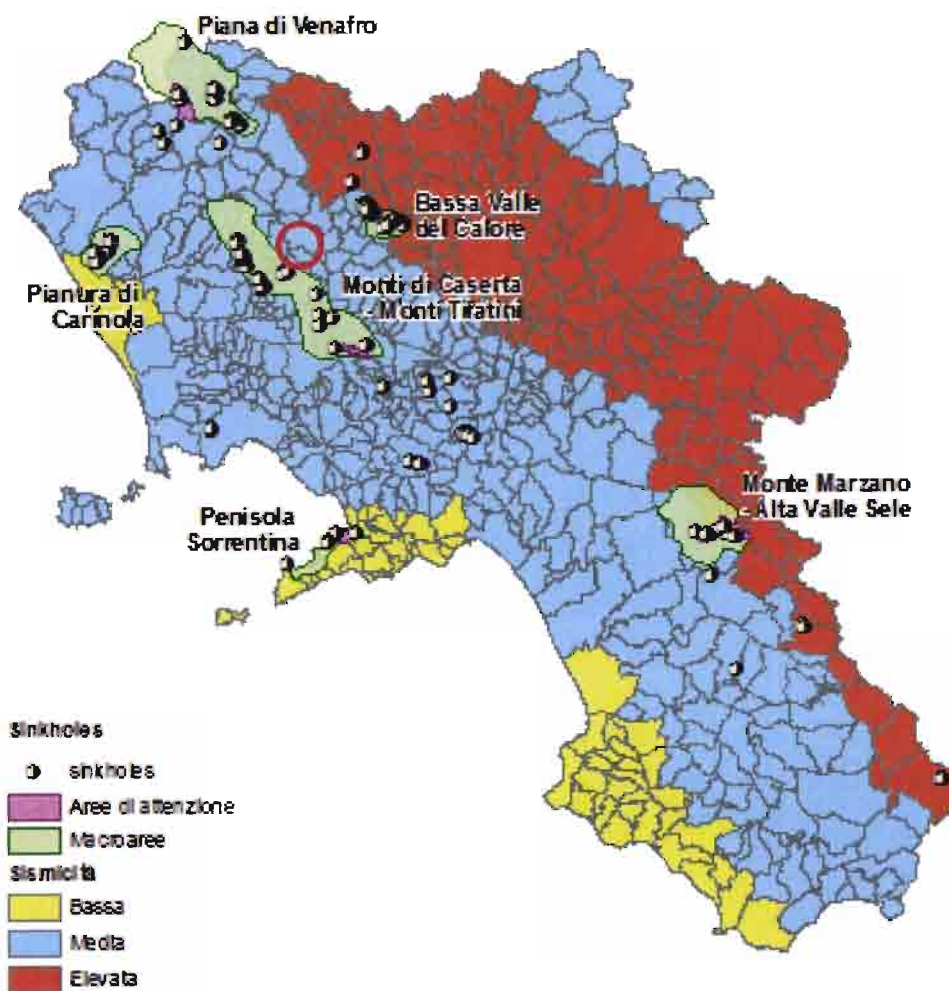 Piana di Venafro
Bassa Valle
del Calore
Pianura di
Carinola
Monti di Caserta
- Monti Tifatini
Penisola
Sorrentina
Monte Marzano
- Alta Valle Sele
Sinkholes
sinkholes
Aree di attenzione
Macroaree
Sismicità
Bassa
Media
Elevata